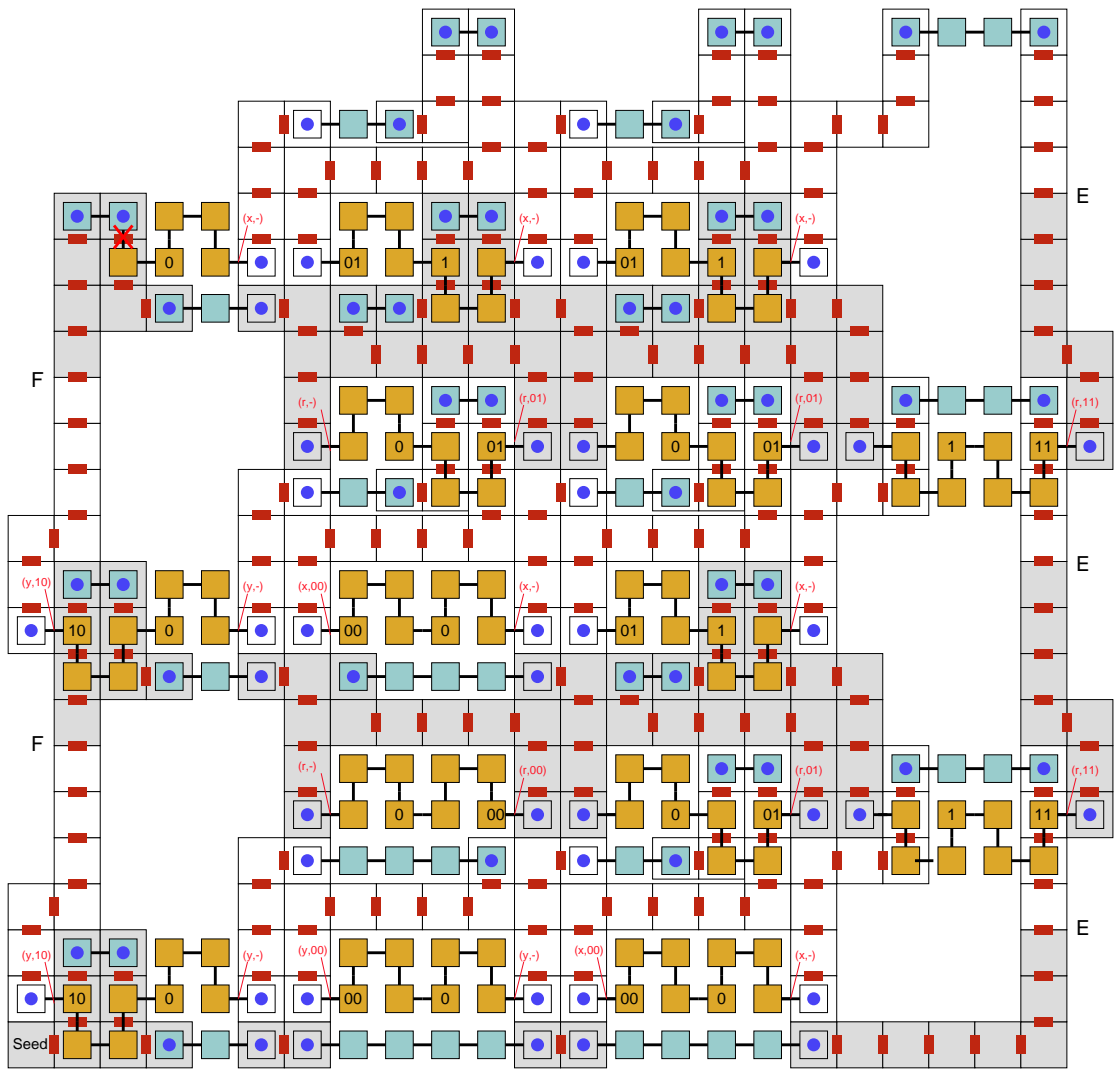 E
(x,-) (x,-) (x,-)
0 01 1 01 1
F
(r,-) (r,01) (r,01) (r,11)
0 01 0 01 1 11
E
(y,10) (y,-) (x,00) (x,-) (x,-)
10 0 00 0 01 1
F
(r,-) (r,00) (r,01) (r,11)
0 00 0 01 1 11
E
(y,10) (y,-) (y,00) (y,-) (x,00) (x,-)
10 0 00 0 00 0
Seed